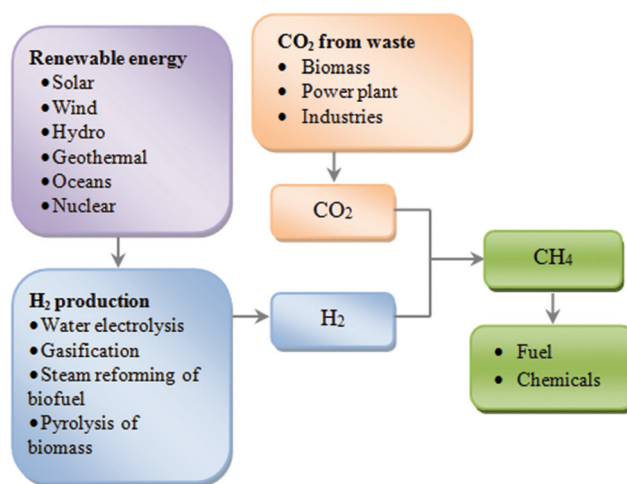 Renewable energy
• Solar
• Wind
• Hydro
• Geothermal
• Oceans
• Nuclear
CO₂ from waste
• Biomass
• Power plant
• Industries
CO₂
H₂ production
• Water electrolysis
• Gasification
• Steam reforming of
biofuel
• Pyrolysis of
biomass
H₂
CH₄
• Fuel
• Chemicals